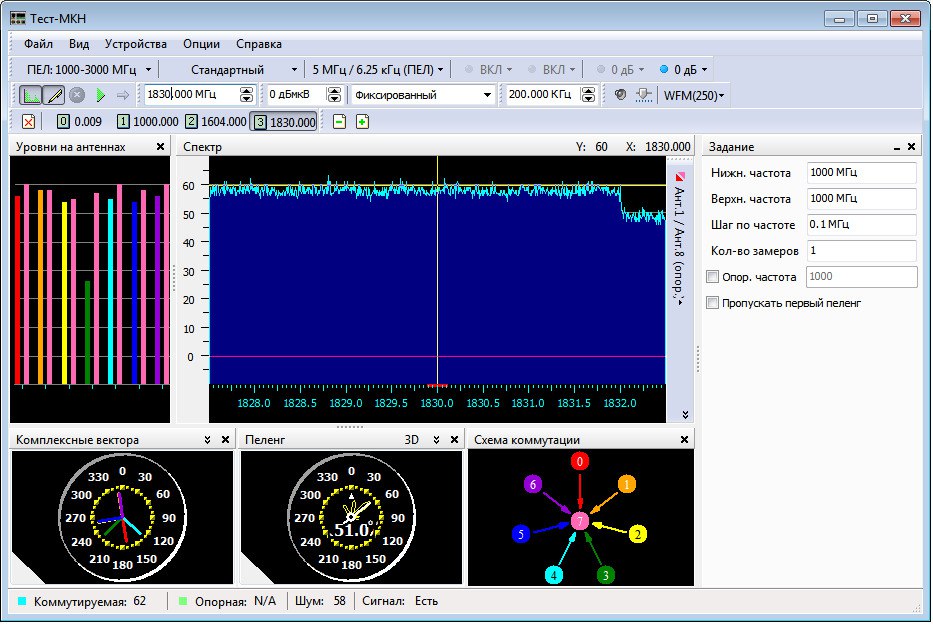 Тест-МКН
Файл Вид Устройства Опции Справка
ПЕЛ: 1000-3000 МГц Стандартный 5 МГц / 6.25 кГц (ПЕЛ) ВКЛ ВКЛ 0 дБ 0 дБ
1830,000 МГц 0 дБмкВ Фиксированный 200.000 КГц WFM(250)
0 0.009 1 1000.000 2 1604.000 3 1830.000
Уровни на антеннах
Спектр Y: 60 X: 1830.000
60
50
40
30
20
10
0
1828.0 1828.5 1829.0 1829.5 1830.0 1830.5 1831.0 1831.5 1832.0
Ант.1 / Ант.8 (опор.)
Задание
Нижн. частота 1000 МГц
Верхн. частота 1000 МГц
Шаг по частоте 0.1 МГц
Кол-во замеров 1
Опор. частота 1000
Пропускать первый пеленг
Комплексные вектора
0 30 60 90 120 150 180 210 240 270 300 330
Пеленг 3D
0 30 60 90 120 150 180 210 240 270 300 330
51.0°
Схема коммутации
0
1
2
3
4
5
6
7
Коммутируемая: 62 Опорная: N/A Шум: 58 Сигнал: Есть